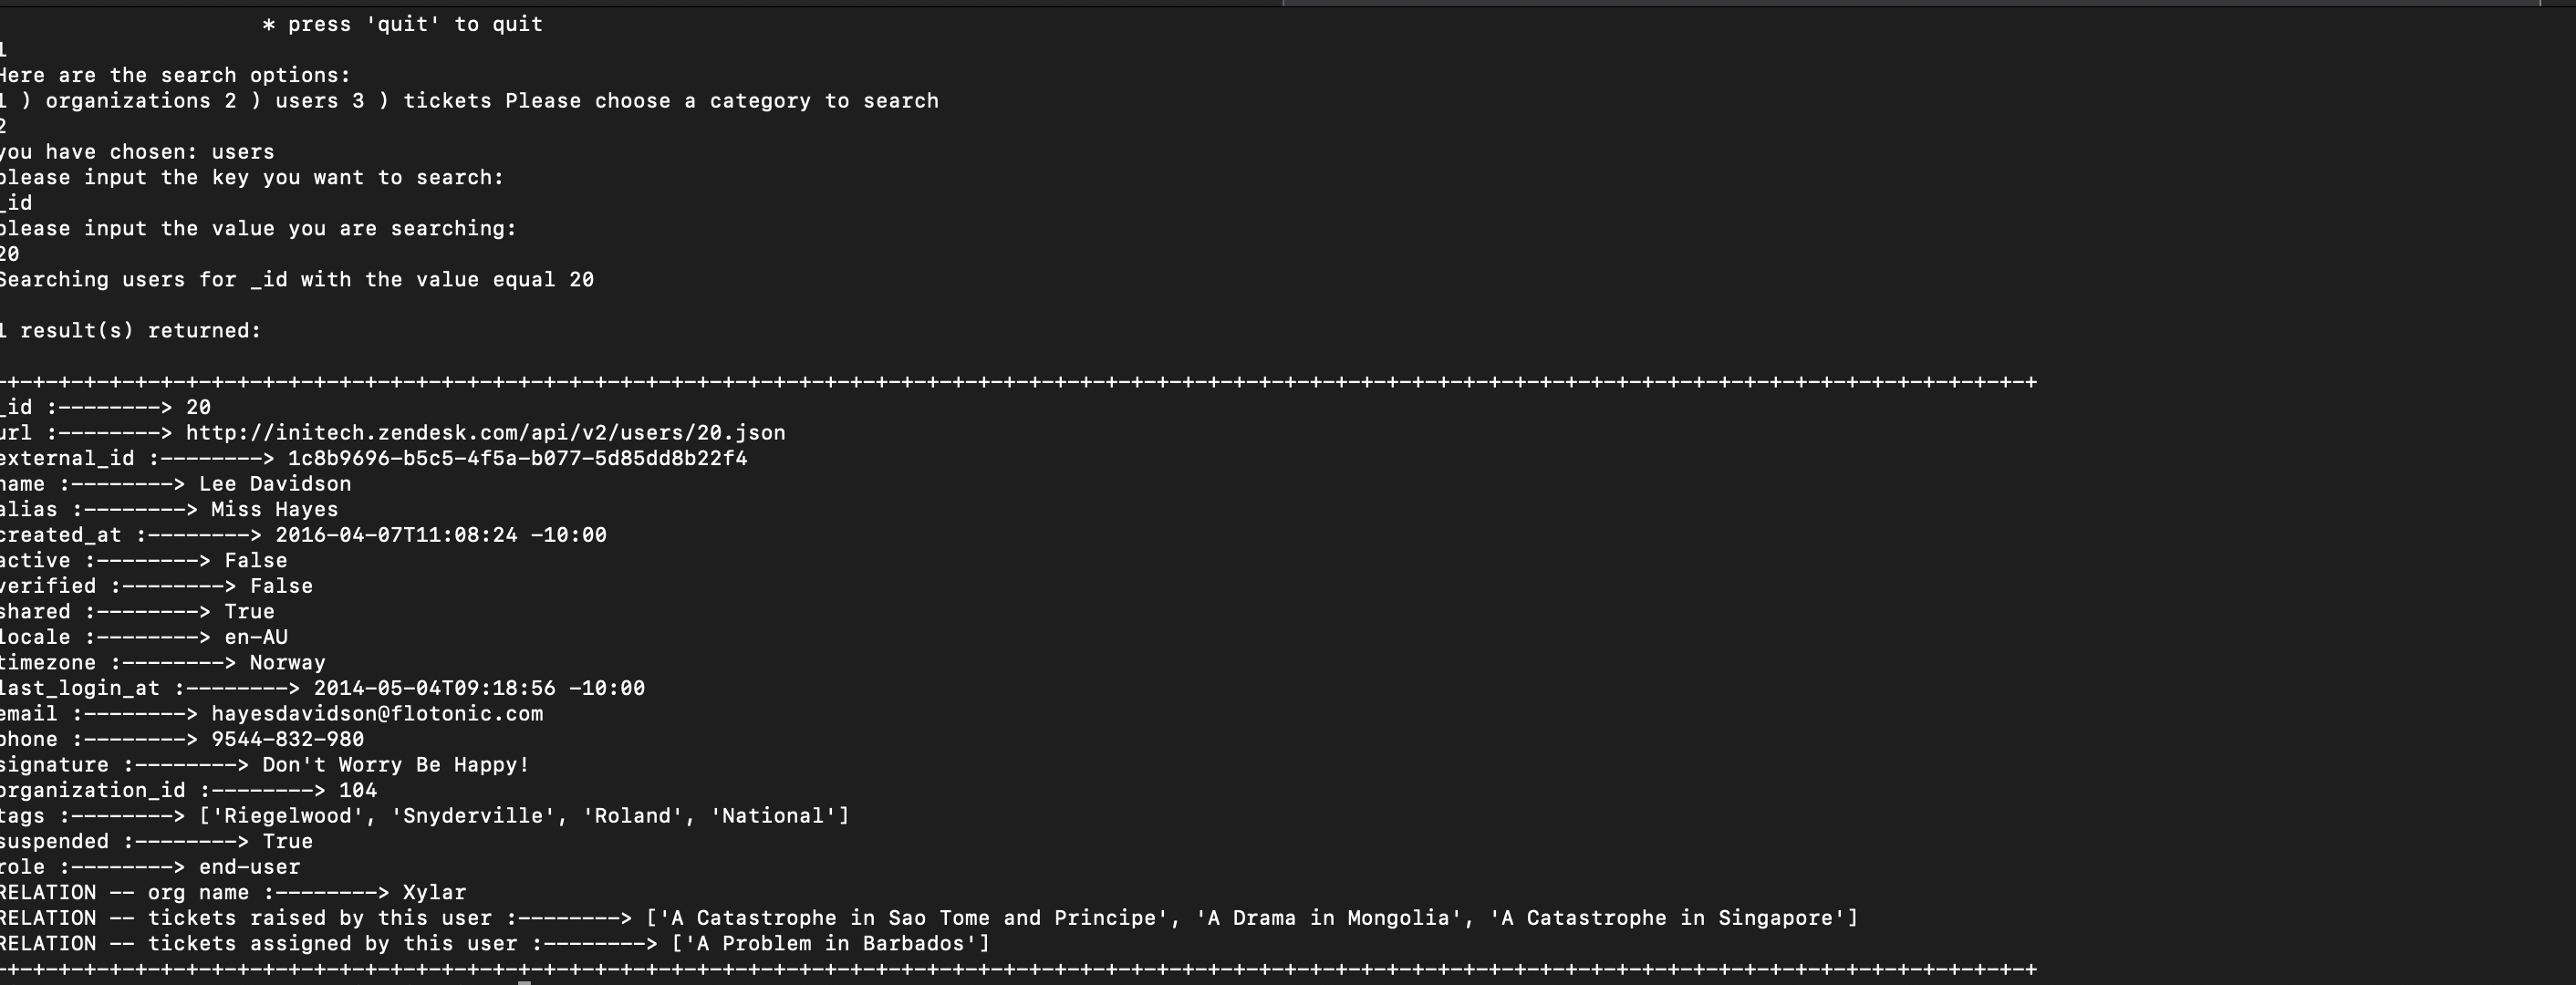 * press 'quit' to quit
1
Here are the search options:
1 ) organizations 2 ) users 3 ) tickets Please choose a category to search
2
you have chosen: users
please input the key you want to search:
_id
please input the value you are searching:
20
Searching users for _id with the value equal 20
1 result(s) returned:
-+-+-+-+-+-+-+-+-+-+-+-+-+-+-+-+-+-+-+-+-+-+-+-+-+-+-+-+-+-+-+-+-+-+-+-+-+-+-+-+-+-+-+-+-+-+-+-+-+-+-+-+-+-+-+-+-+-+-+-+-+-+-+-+-+-+-+-+-+-+-+-+-+-+-+-+-+-+-+-+
_id :--------> 20
url :--------> http://initech.zendesk.com/api/v2/users/20.json
external_id :--------> 1c8b9696-b5c5-4f5a-b077-5d85dd8b22f4
name :--------> Lee Davidson
alias :--------> Miss Hayes
created_at :--------> 2016-04-07T11:08:24 -10:00
active :--------> False
verified :--------> False
shared :--------> True
locale :--------> en-AU
timezone :--------> Norway
last_login_at :--------> 2014-05-04T09:18:56 -10:00
email :--------> hayesdavidson@flotonic.com
phone :--------> 9544-832-980
signature :--------> Don't Worry Be Happy!
organization_id :--------> 104
tags :--------> ['Riegelwood', 'Snyderville', 'Roland', 'National']
suspended :--------> True
role :--------> end-user
RELATION -- org name :--------> Xylar
RELATION -- tickets raised by this user :--------> ['A Catastrophe in Sao Tome and Principe', 'A Drama in Mongolia', 'A Catastrophe in Singapore']
RELATION -- tickets assigned by this user :--------> ['A Problem in Barbados']
-+-+-+-+-+-+-+-+-+-+-+-+-+-+-+-+-+-+-+-+-+-+-+-+-+-+-+-+-+-+-+-+-+-+-+-+-+-+-+-+-+-+-+-+-+-+-+-+-+-+-+-+-+-+-+-+-+-+-+-+-+-+-+-+-+-+-+-+-+-+-+-+-+-+-+-+-+-+-+-+